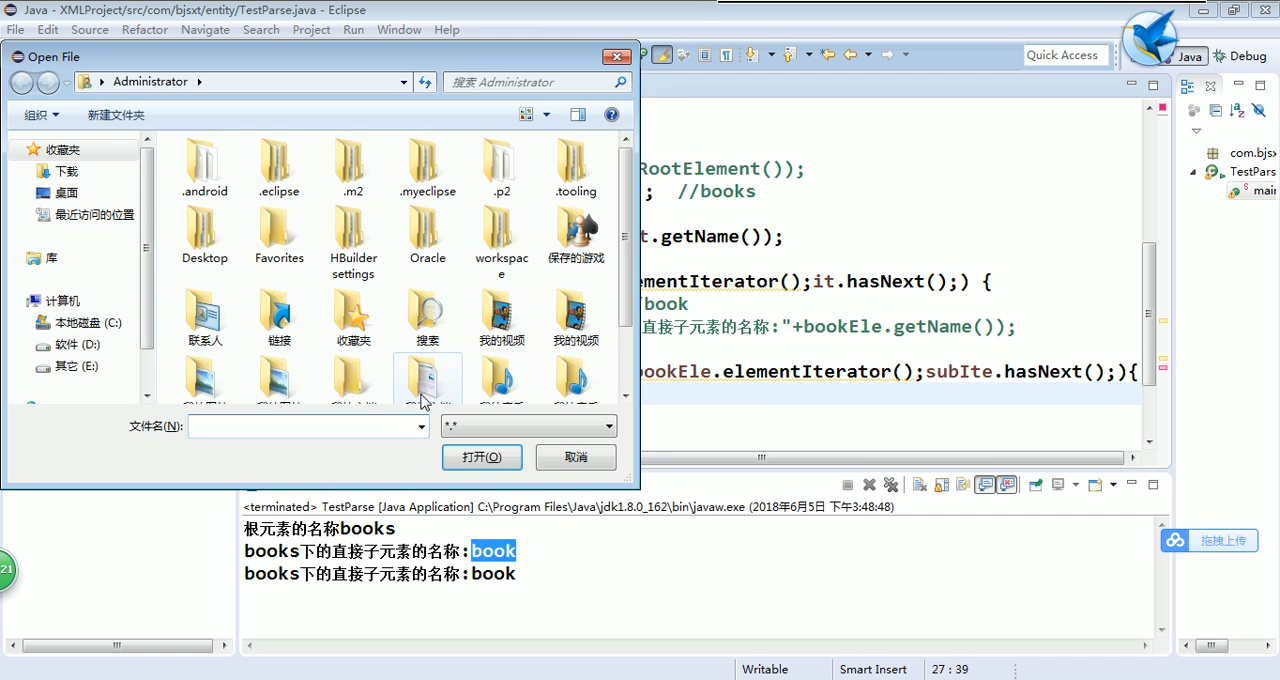 Java - XMLProject/src/com/bjsxt/entity/TestParse.java - Eclipse
File Edit Source Refactor Navigate Search Project Run Window Help
Open File
Administrator
搜索 Administrator
组织 新建文件夹
收藏夹
下载
桌面
最近访问的位置
库
计算机
本地磁盘 (C:)
软件 (D:)
其它 (E:)
.android .eclipse .m2 .myeclipse .p2 .tooling
Desktop Favorites HBuilder settings Oracle workspace 保存的游戏
联系人 链接 收藏夹 搜索 我的视频 我的视频
文件名(N):
*.*
打开(O) 取消
Quick Access
Java Debug
RootElement());
; //books
t.getName());
ementIterator();it.hasNext();) {
book
直接子元素的名称:"+bookEle.getName());
ookEle.elementIterator();subIte.hasNext();){
com.bjsx
TestPars
S main
<terminated> TestParse [Java Application] C:\Program Files\Java\jdk1.8.0_162\bin\javaw.exe (2018年6月5日 下午3:48:48)
根元素的名称books
books下的直接子元素的名称:book
books下的直接子元素的名称:book
拖拽上传
21
Writable Smart Insert 27 : 39